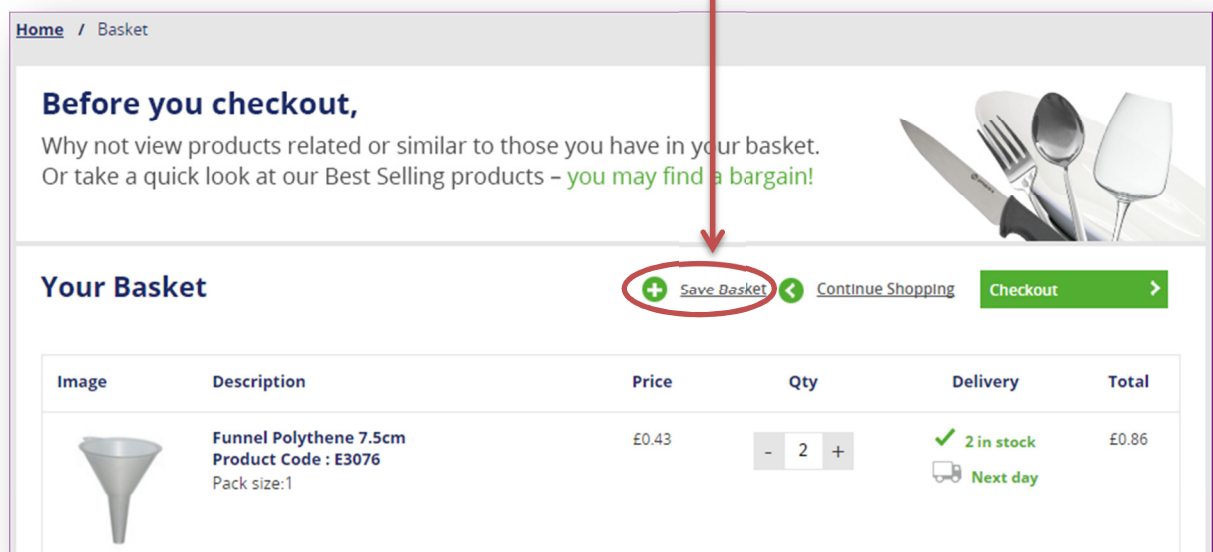 Home / Basket
Before you checkout,
Why not view products related or similar to those you have in your basket.
Or take a quick look at our Best Selling products – you may find a bargain!
Your Basket
Save Basket Continue Shopping Checkout
Image Description Price Qty Delivery Total
Funnel Polythene 7.5cm £0.43 - 2 + 2 in stock £0.86
Product Code : E3076
Pack size:1 Next day